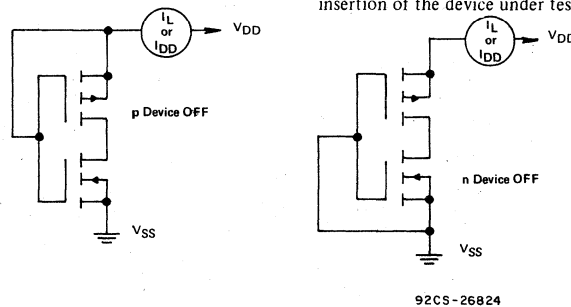 insertion of the device under tes
I_L
or
I_DD
V_DD
p Device OFF
V_SS
I_L
or
I_DD
V_DD
n Device OFF
V_SS
92CS-26824